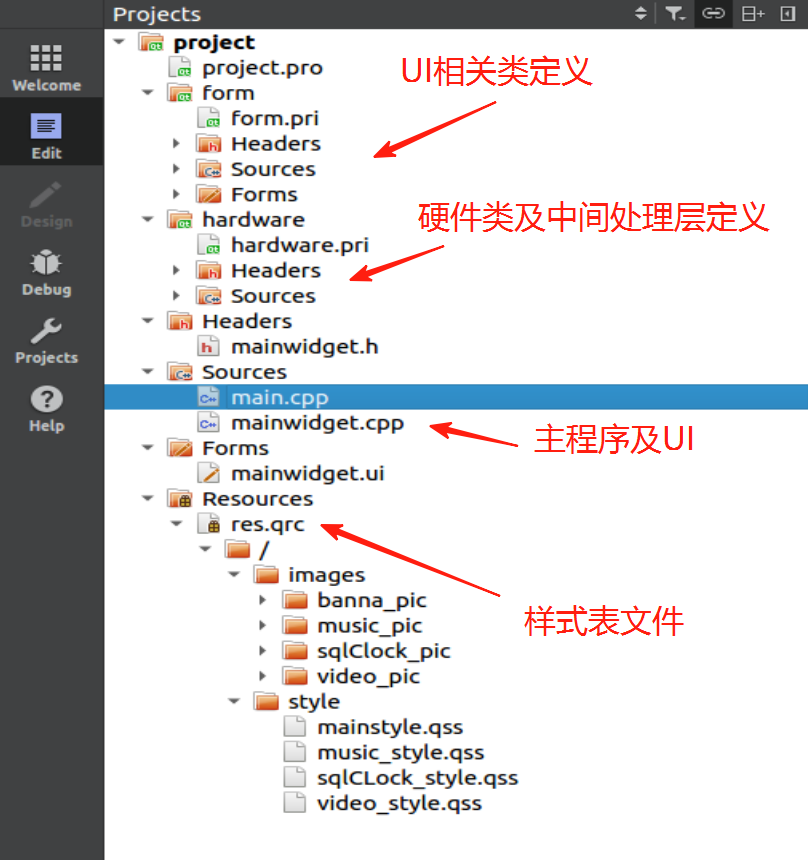 Projects
Welcome
Edit
Design
Debug
Projects
Help
project
project.pro
form
form.pri
Headers
Sources
Forms
hardware
hardware.pri
Headers
Sources
Headers
mainwidget.h
Sources
main.cpp
mainwidget.cpp
Forms
mainwidget.ui
Resources
res.qrc
/
images
banna_pic
music_pic
sqlClock_pic
video_pic
style
mainstyle.qss
music_style.qss
sqlCLock_style.qss
video_style.qss
UI相关类定义
硬件类及中间处理层定义
主程序及UI
样式表文件